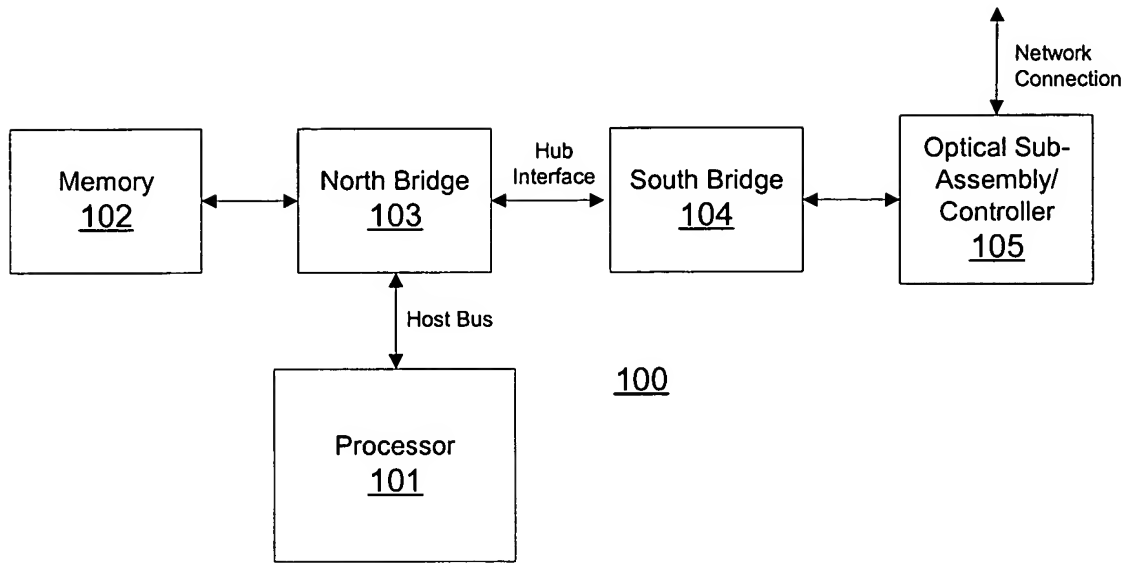 Network
Connection
Memory
102
North Bridge
103
Hub
Interface
South Bridge
104
Optical Sub-
Assembly/
Controller
105
Host Bus
100
Processor
101